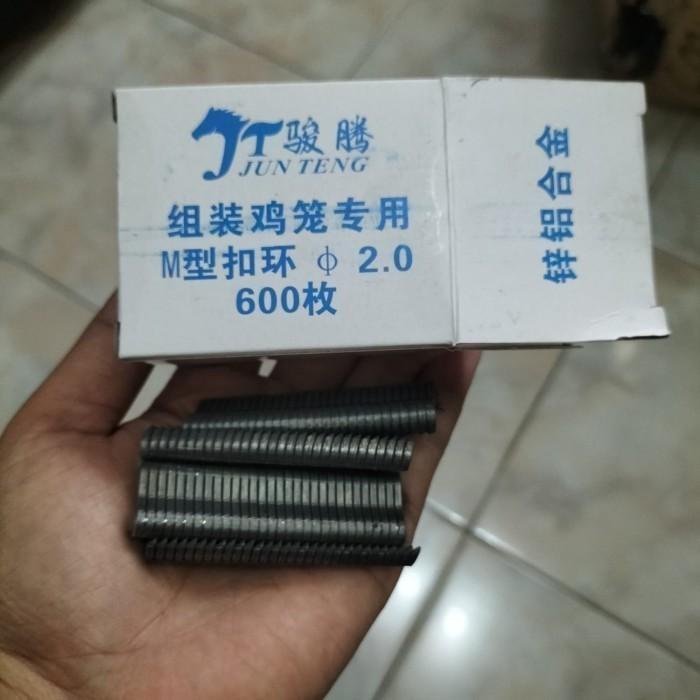 JT骏腾
JUN TENG
组装鸡笼专用
M型扣环 φ 2.0
600枚
锌铝合金